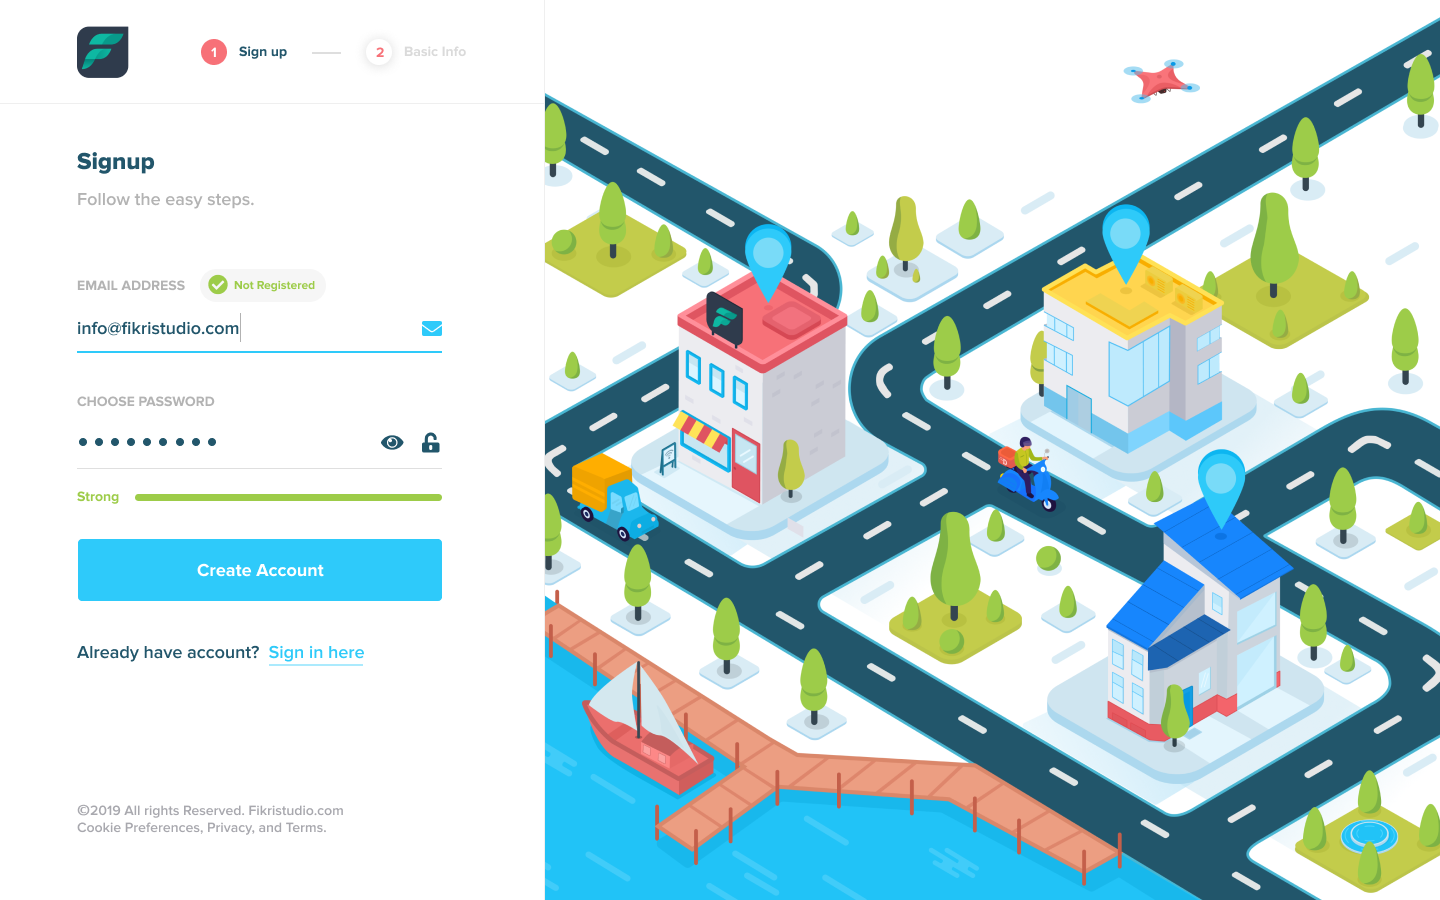 1 Sign up 2 Basic Info
Signup
Follow the easy steps.
EMAIL ADDRESS Not Registered
info@fikristudio.com
CHOOSE PASSWORD
Strong
Create Account
Already have account? Sign in here
©2019 All rights Reserved. Fikristudio.com
Cookie Preferences, Privacy, and Terms.